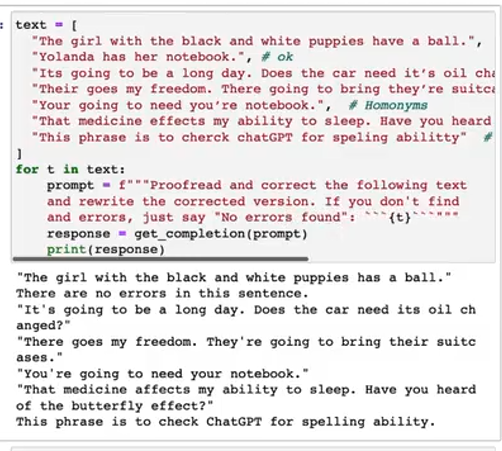 : text = [
"The girl with the black and white puppies have a ball.",
"Yolanda has her notebook.", # ok
"Its going to be a long day. Does the car need it's oil cha
"Their goes my freedom. There going to bring they're suitca
"Your going to need you're notebook.", # Homonyms
"That medicine effects my ability to sleep. Have you heard
"This phrase is to cherck chatGPT for speling abilitty" #
]
for t in text:
prompt = f"""Proofread and correct the following text
and rewrite the corrected version. If you don't find
and errors, just say "No errors found": ```{t}```"""
response = get_completion(prompt)
print(response)
"The girl with the black and white puppies has a ball."
There are no errors in this sentence.
"It's going to be a long day. Does the car need its oil ch
anged?"
"There goes my freedom. They're going to bring their suitc
ases."
"You're going to need your notebook."
"That medicine affects my ability to sleep. Have you heard
of the butterfly effect?"
This phrase is to check ChatGPT for spelling ability.